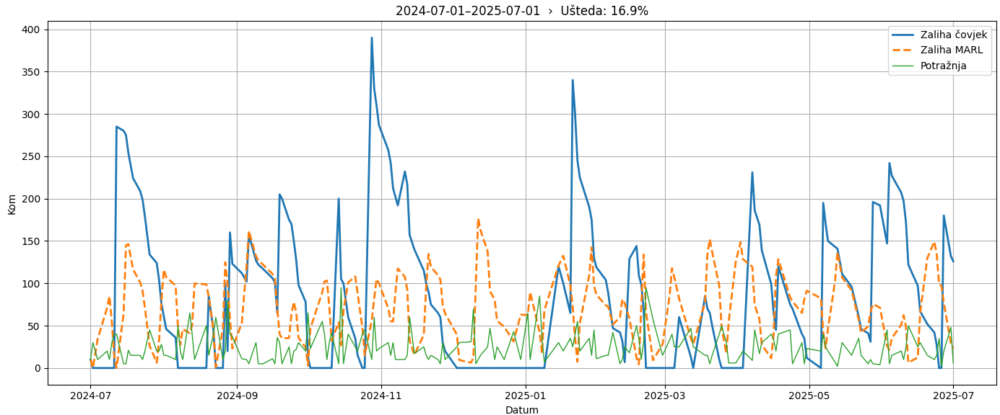 2024-07-01–2025-07-01 › Ušteda: 16.9%
Zaliha čovjek
Zaliha MARL
Potražnja
Kom
400
350
300
250
200
150
100
50
0
2024-07 2024-09 2024-11 2025-01 2025-03 2025-05 2025-07
Datum